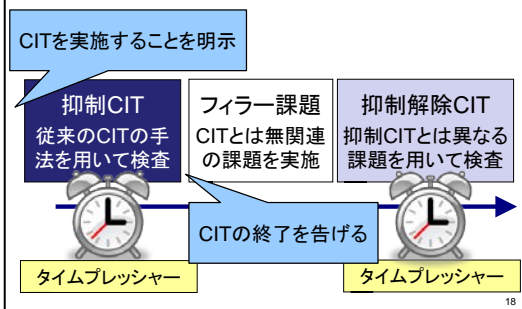 CITを実施することを明示
抑制CIT
従来のCITの手
法を用いて検査
フィラー課題
CITとは無関連
の課題を実施
抑制解除CIT
抑制CITとは異なる
課題を用いて検査
CITの終了を告げる
タイムプレッシャー
タイムプレッシャー
18